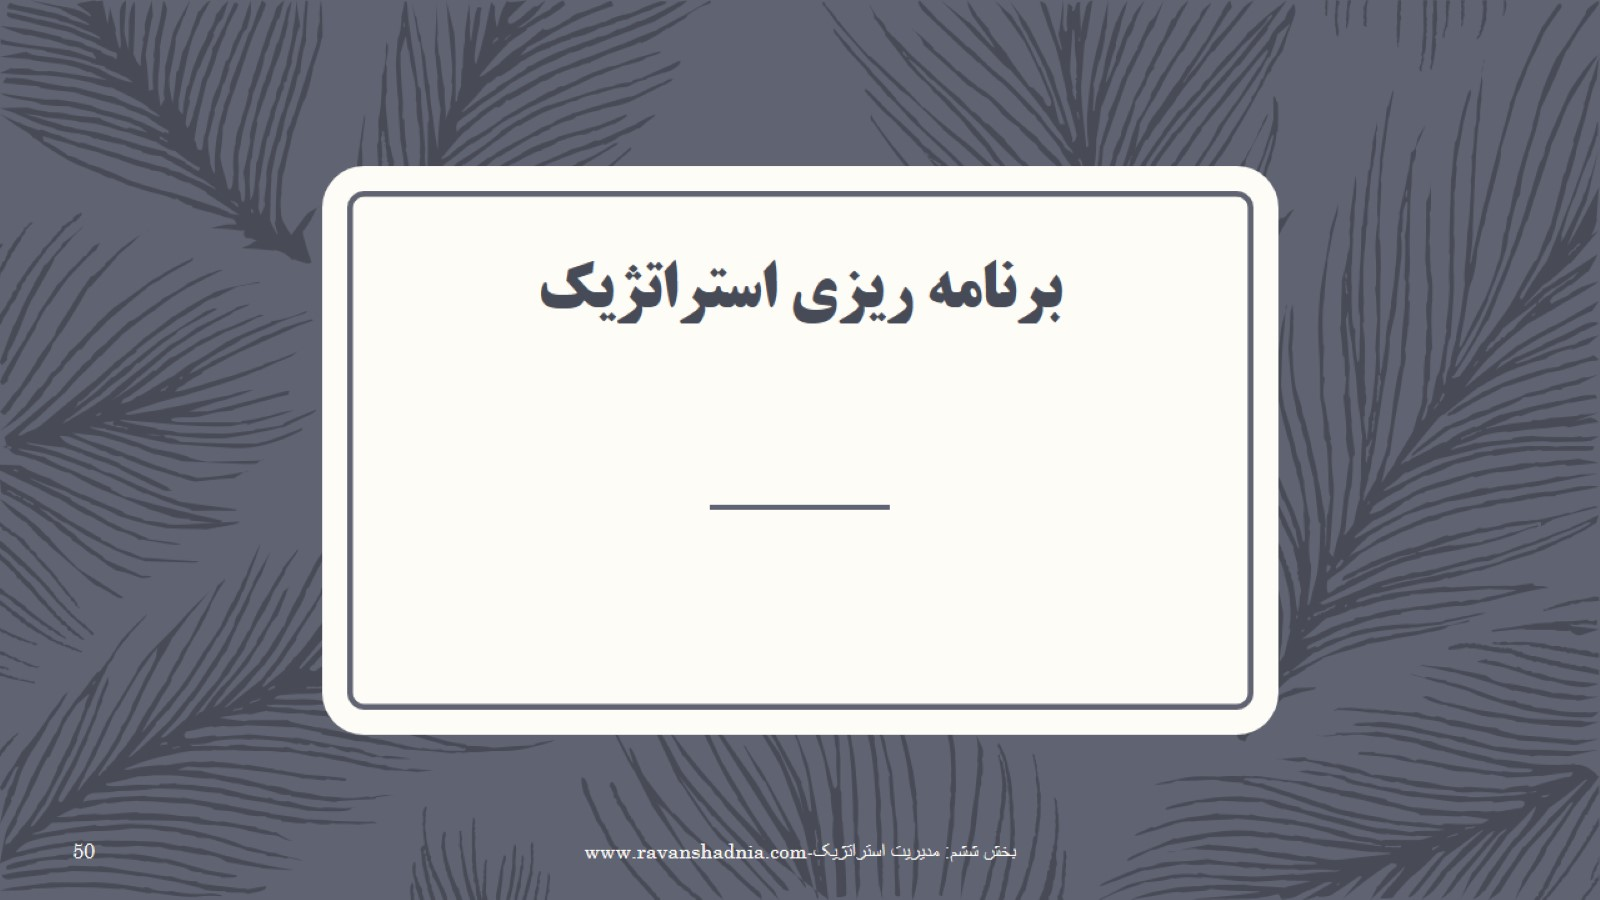 برنامه ریزی استراتژیک
بخش ششم: مدیریت استراتژیک-www.ravanshadnia.com
50